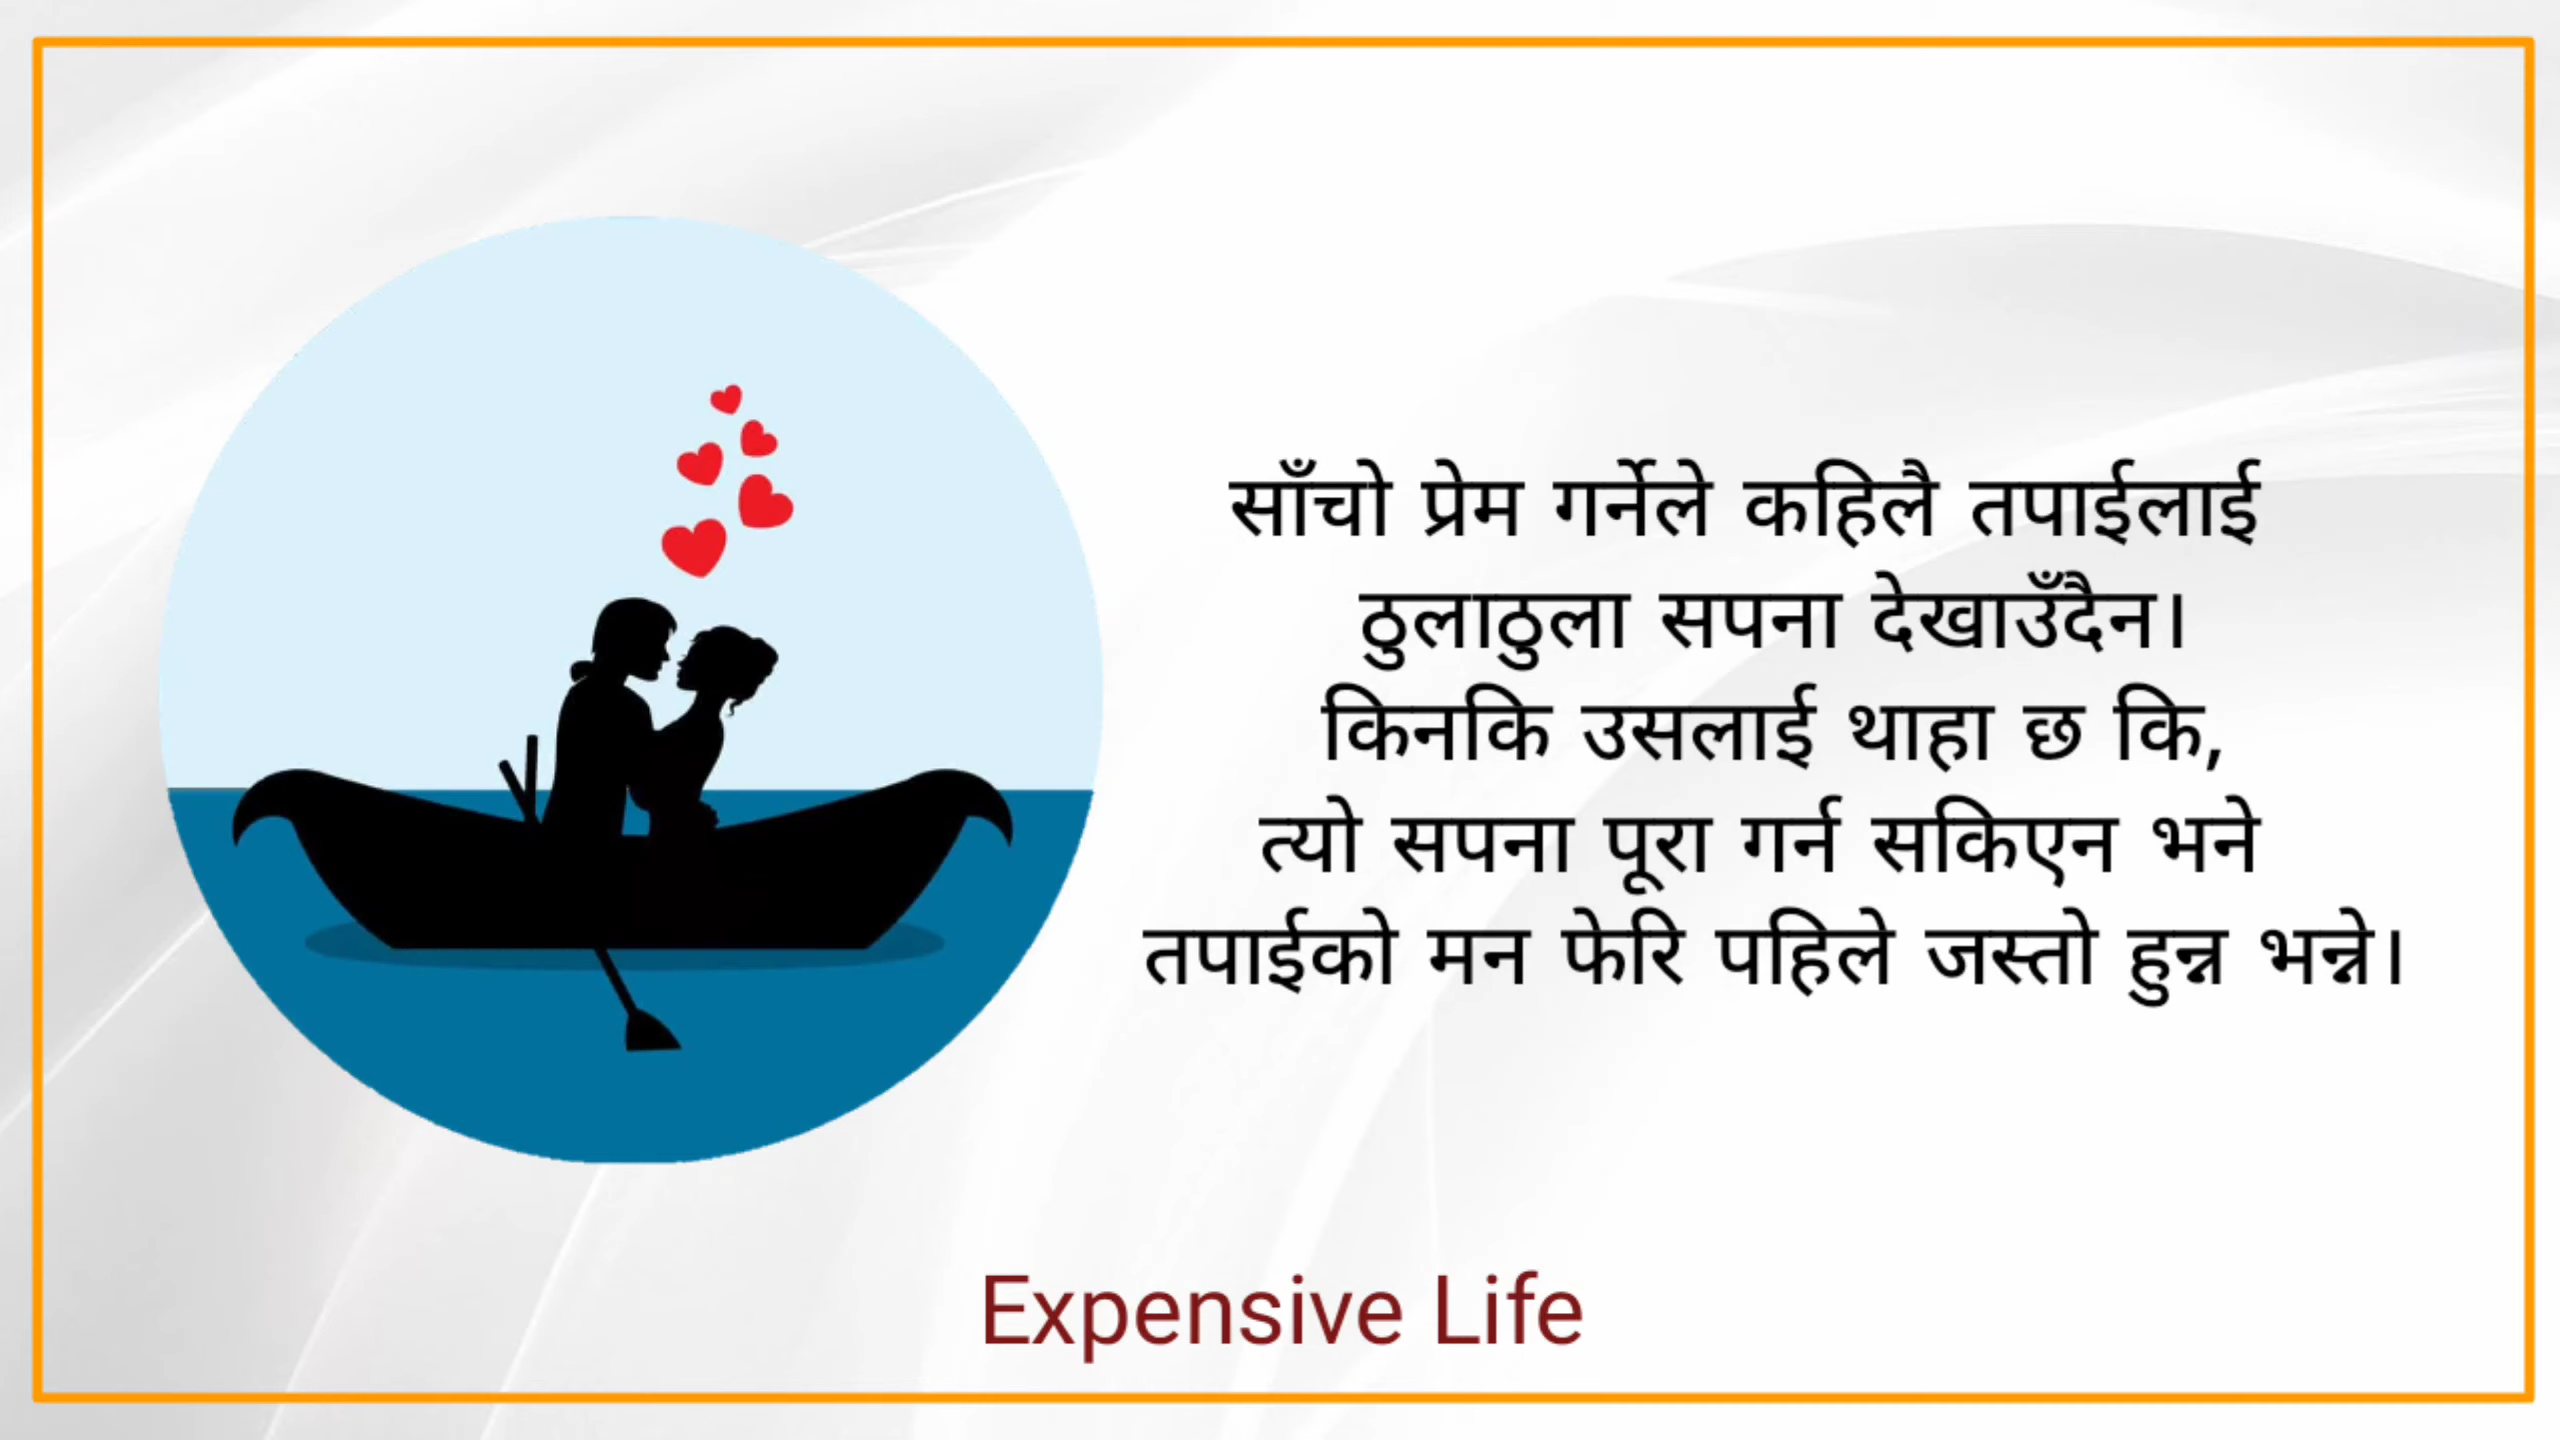 साँचो प्रेम गर्नेले कहिलै तपाईलाई
ठुलाठुला सपना देखाउँदैन।
किनकि उसलाई थाहा छ कि,
त्यो सपना पूरा गर्न सकिएन भने
तपाईको मन फेरि पहिले जस्तो हुन्न भन्ने।
Expensive Life